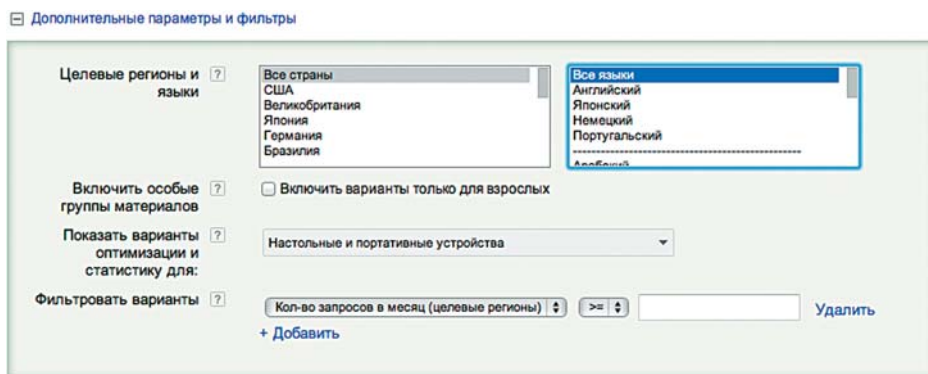 Дополнительные параметры и фильтры
Целевые регионы и ?
языки
Все страны
США
Великобритания
Япония
Германия
Бразилия
Все языки
Английский
Японский
Немецкий
Португальский
--------------------------------------------------
Арабский
Включить особые ?
группы материалов
Включить варианты только для взрослых
Показать варианты ?
оптимизации и
статистику для:
Настольные и портативные устройства
Фильтровать варианты ?
Кол-во запросов в месяц (целевые регионы) >= Удалить
+ Добавить